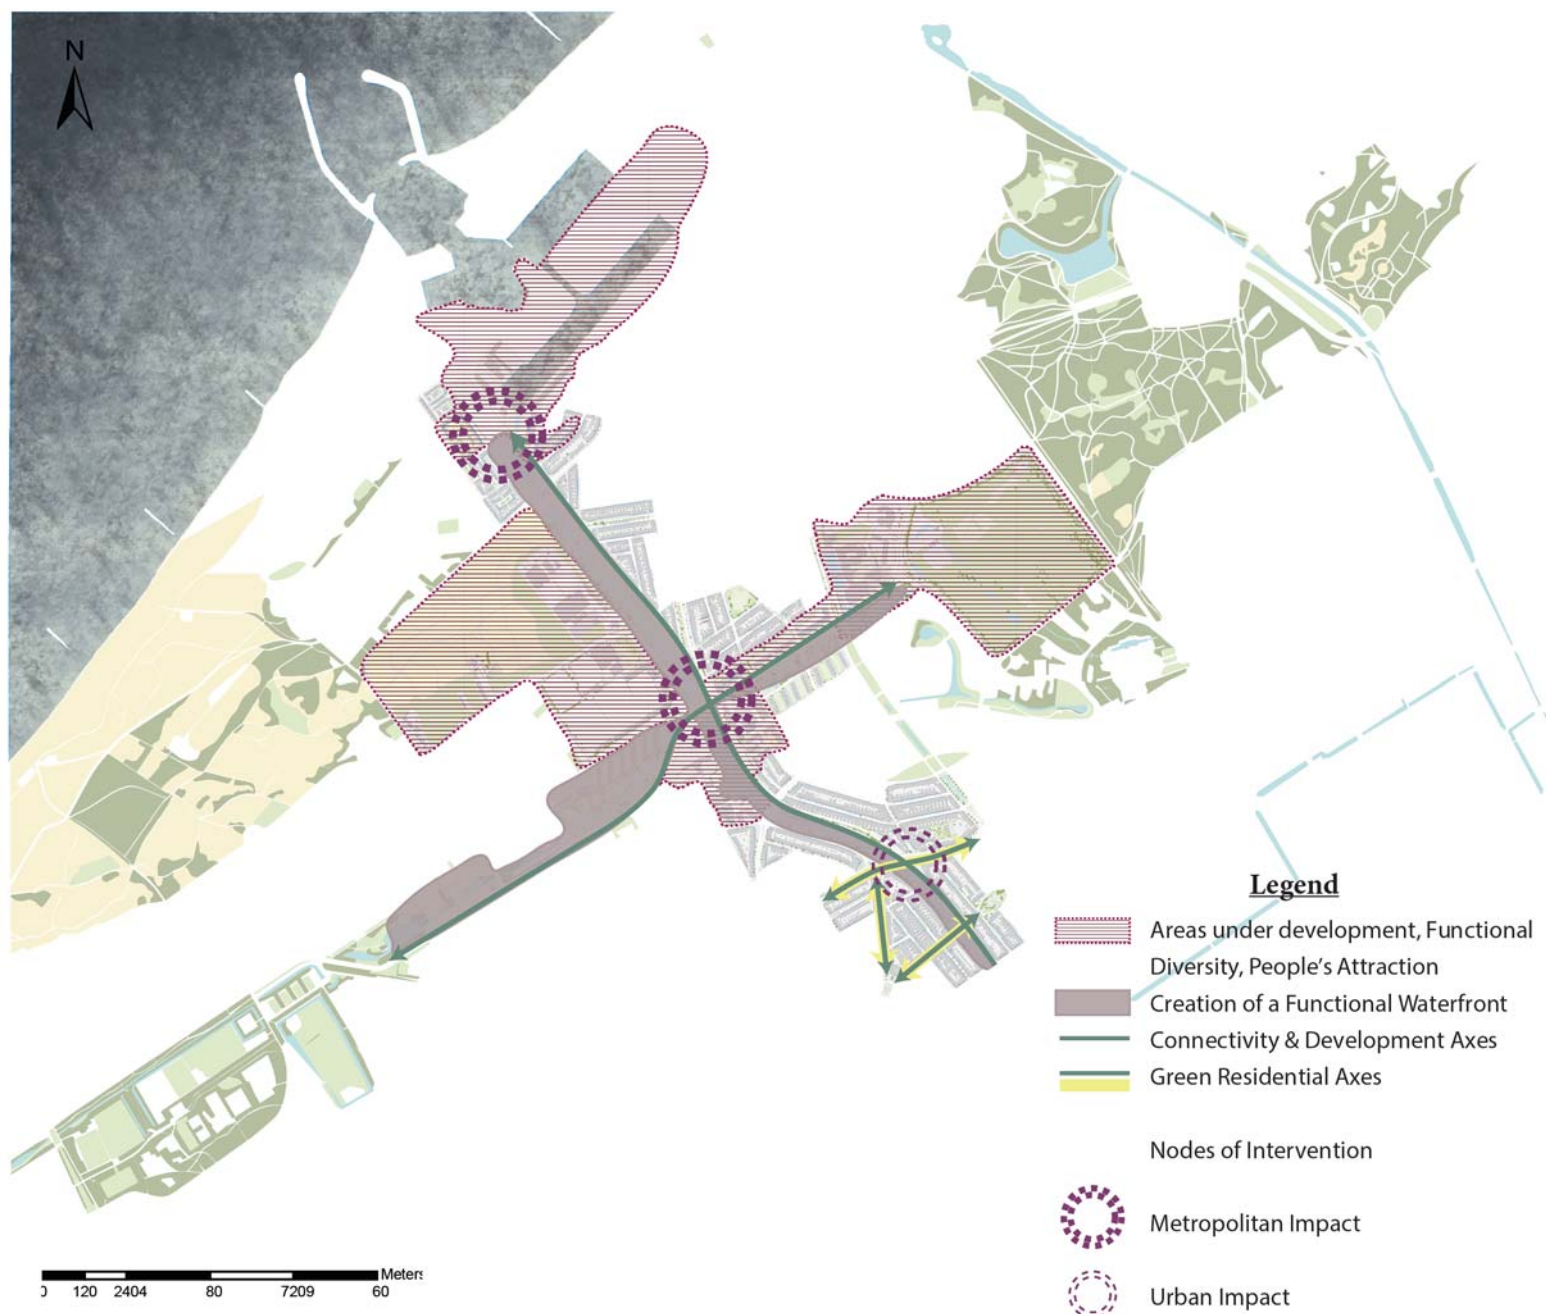 N
Legend
Areas under development, Functional
Diversity, People's Attraction
Creation of a Functional Waterfront
Connectivity & Development Axes
Green Residential Axes
Nodes of Intervention
Metropolitan Impact
Urban Impact
Meters
0 120 2404 80 7209 60